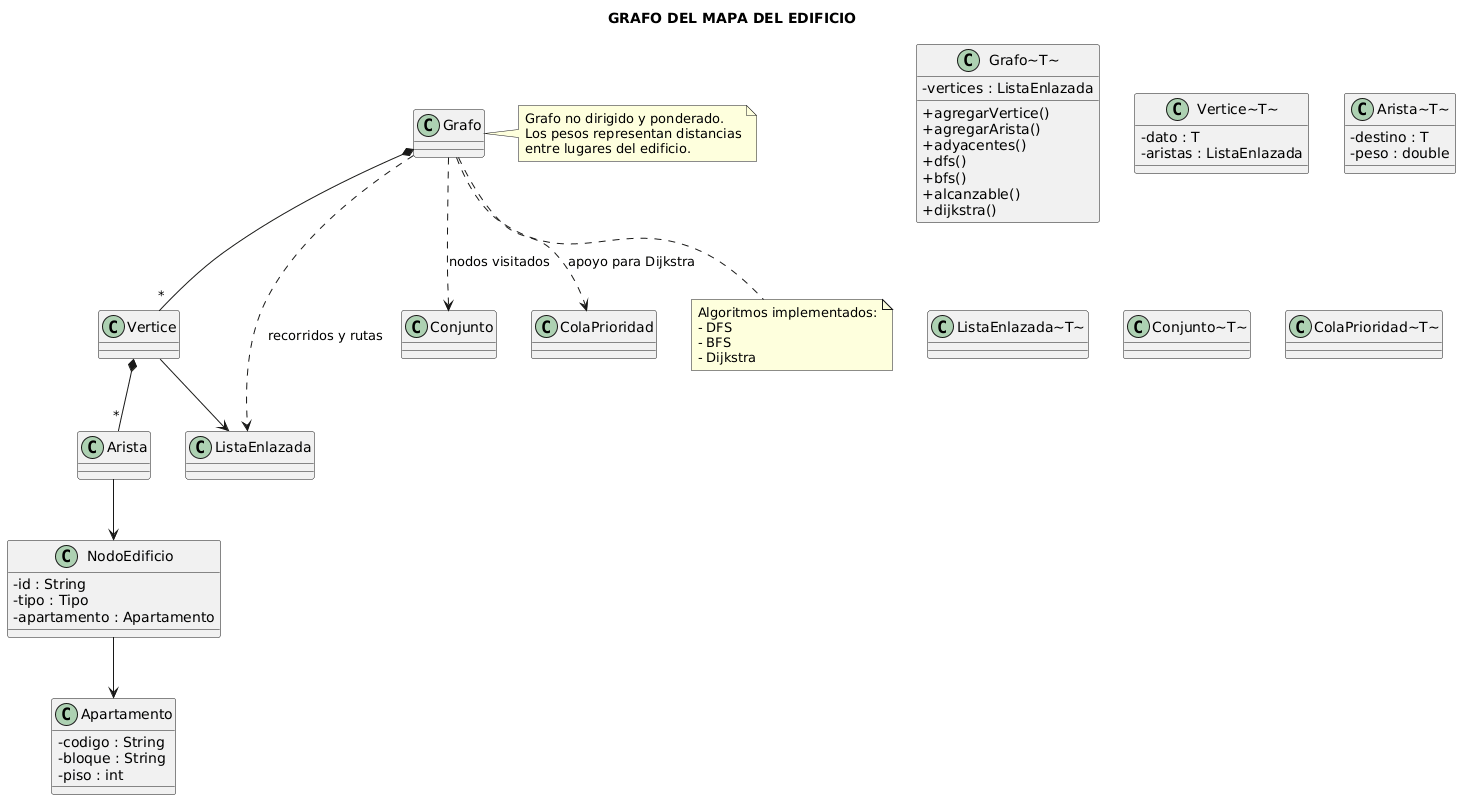 GRAFO DEL MAPA DEL EDIFICIO
C Grafo
Grafo no dirigido y ponderado.
Los pesos representan distancias
entre lugares del edificio.
C Grafo~T~
-vertices : ListaEnlazada
+agregarVertice()
+agregarArista()
+adyacentes()
+dfs()
+bfs()
+alcanzable()
+dijkstra()
C Vertice~T~
-dato : T
-aristas : ListaEnlazada
C Arista~T~
-destino : T
-peso : double
nodos visitados
apoyo para Dijkstra
*
recorridos y rutas
C Vertice
C Conjunto
C ColaPrioridad
Algoritmos implementados:
- DFS
- BFS
- Dijkstra
C ListaEnlazada~T~
C Conjunto~T~
C ColaPrioridad~T~
*
C Arista
C ListaEnlazada
C NodoEdificio
-id : String
-tipo : Tipo
-apartamento : Apartamento
C Apartamento
-codigo : String
-bloque : String
-piso : int